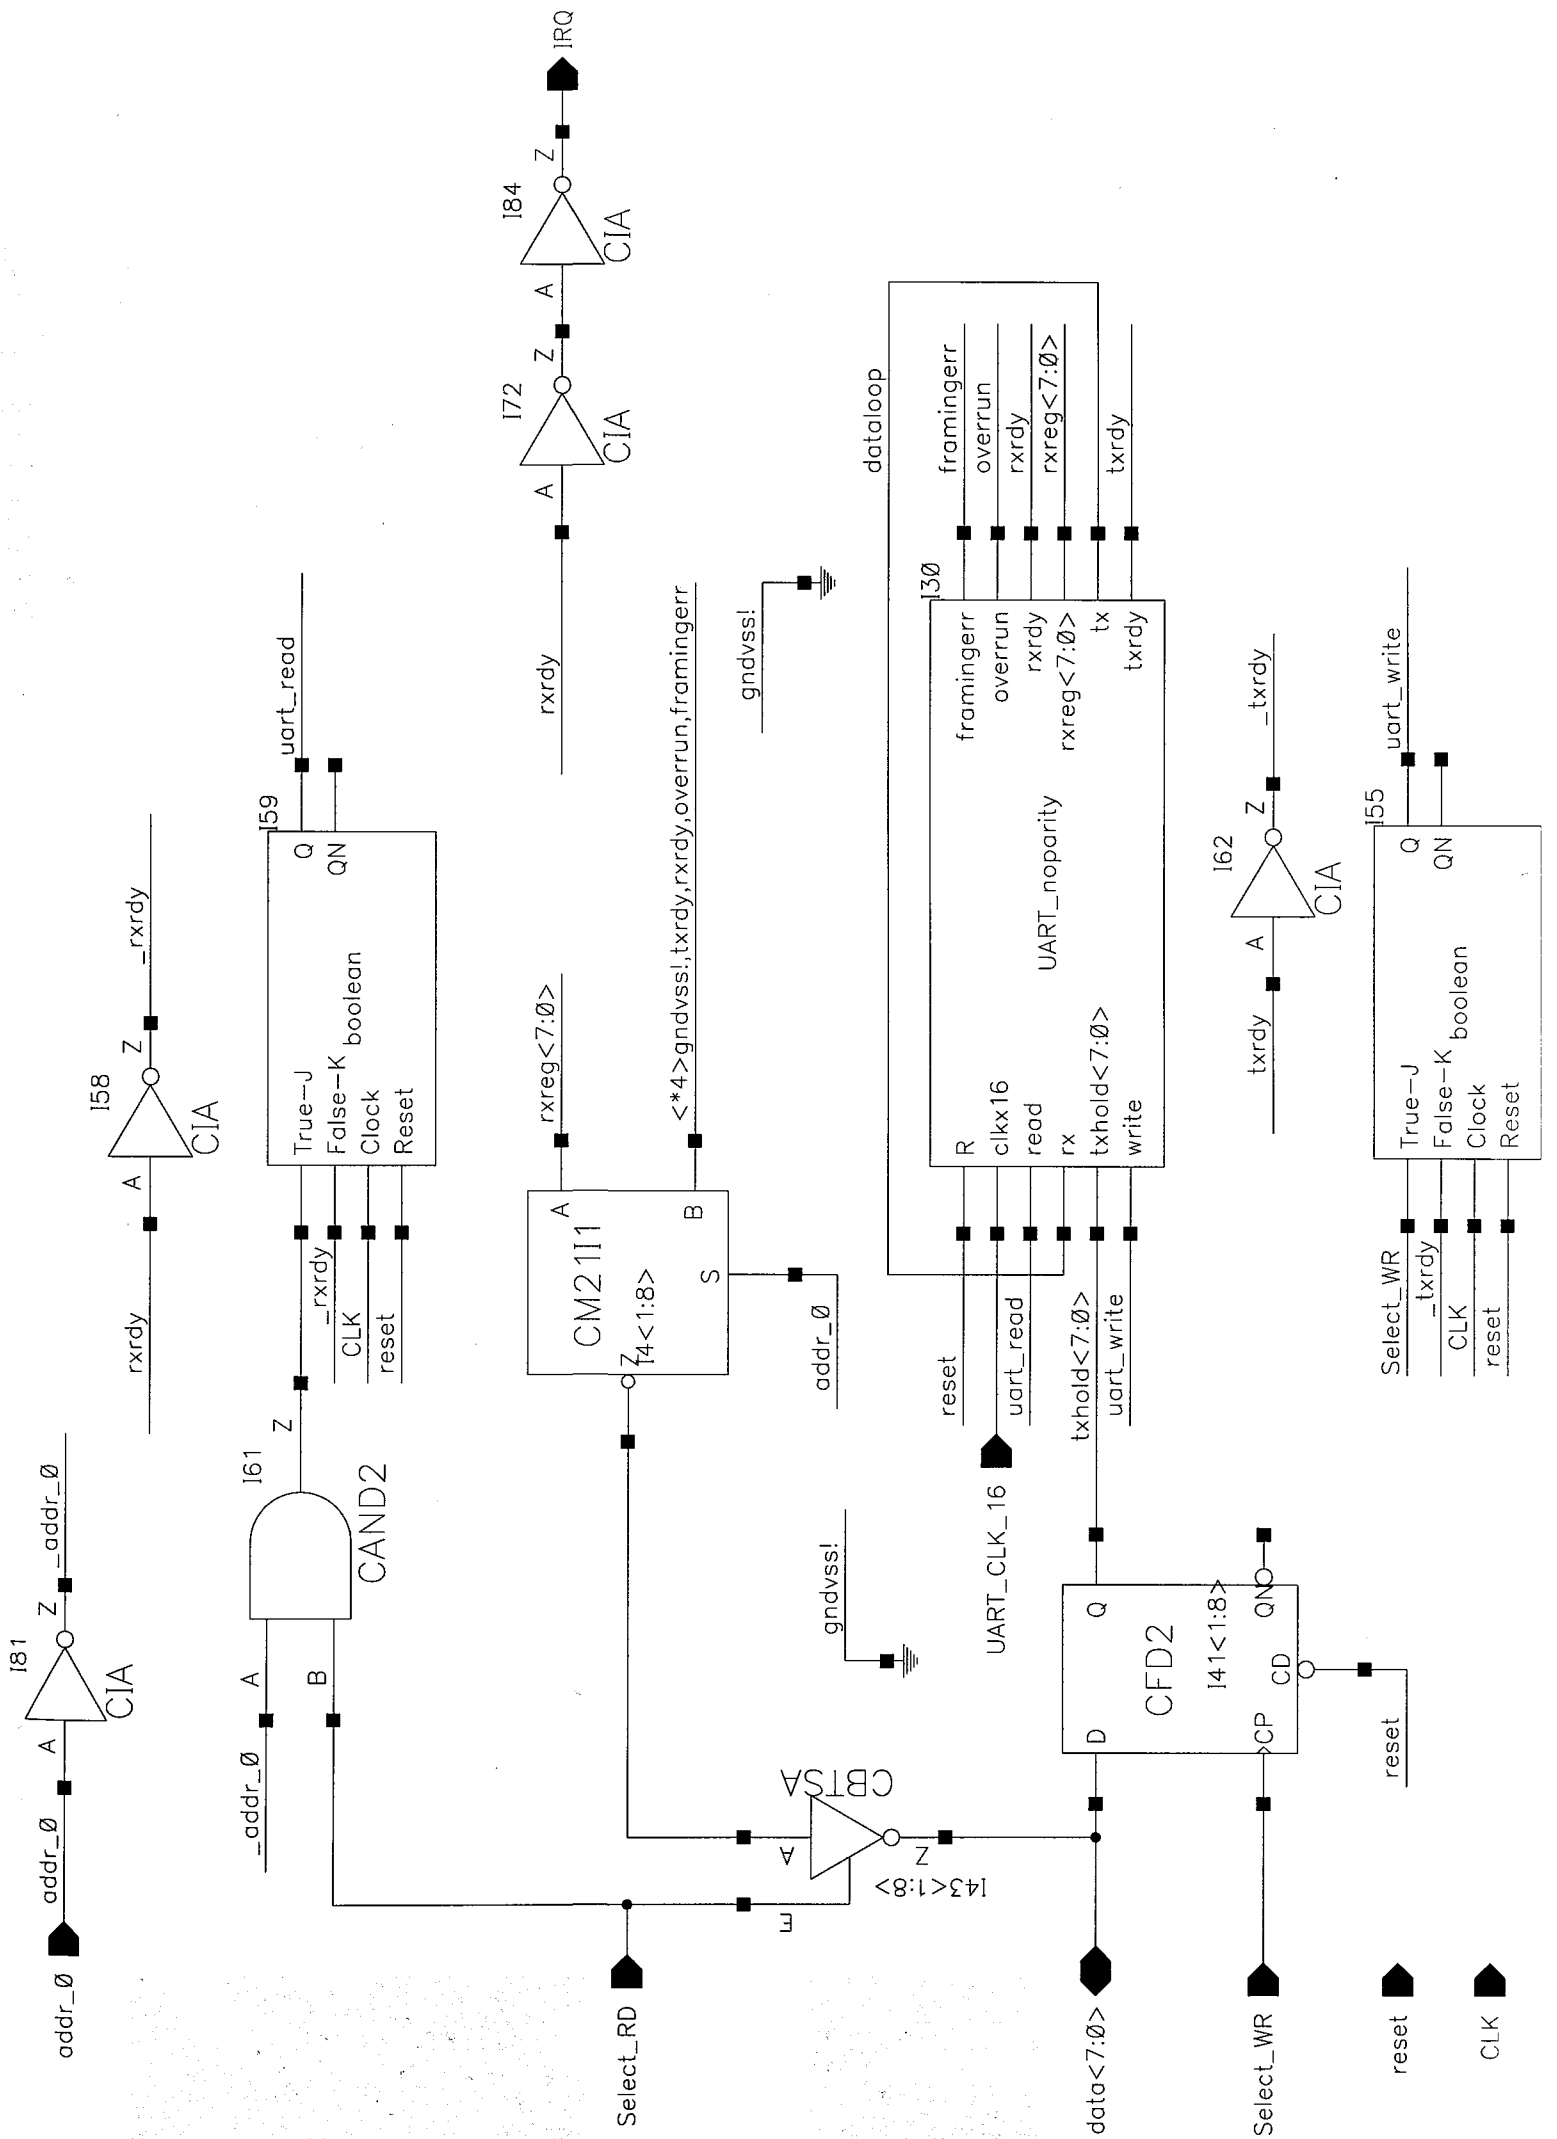 addr_0
addr_0
A
I81
Z
CIA
_addr_0
rxrdy
A
I58
Z
CIA
_rxrdy
_addr_0
A
B
I61
Z
CAND2
_rxrdy
CLK
reset
I59
True-J
False-K
Clock
Reset
boolean
Q
QN
uart_read
rxrdy
A
I72
Z
CIA
A
I84
Z
CIA
IRQ
Select_RD
E
A
CBTSA
Z
I43<1:8>
Z
CM21I1
I4<1:8>
A
B
S
rxreg<7:0>
<*4>gndvss!,txrdy,rxrdy,overrun,framingerr
addr_0
gndvss!
gndvss!
dataloop
reset
UART_CLK_16
uart_read
txhold<7:0>
uart_write
I30
R
clkx16
read
rx
txhold<7:0>
write
UART_noparity
framingerr
overrun
rxrdy
rxreg<7:0>
tx
txrdy
framingerr
overrun
rxrdy
rxreg<7:0>
txrdy
data<7:0>
Select_WR
D
Q
CFD2
I41<1:8>
CP
CD
QN
reset
txrdy
A
I62
Z
CIA
_txrdy
Select_WR
_txrdy
CLK
reset
I55
True-J
False-K
Clock
Reset
boolean
Q
QN
uart_write
reset
CLK